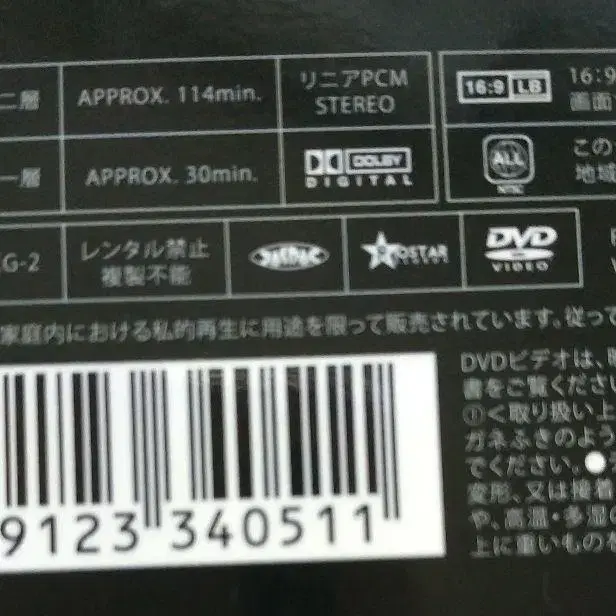 二層 APPROX. 114min. リニアPCM STEREO 16:9 LB 16:9
画面
一層 APPROX. 30min. DOLBY DIGITAL ALL NTSC この
地域
G-2 レンタル禁止 複製不能 DVD VIDEO
家庭内における私的再生に用途を限って販売されています。従って
DVDビデオは、
書をご覧くださ
①<取り扱い上
ガネふきのよう
でください。●
変形、又は接着
や、高温・多湿
上に重いものを
9123 340511